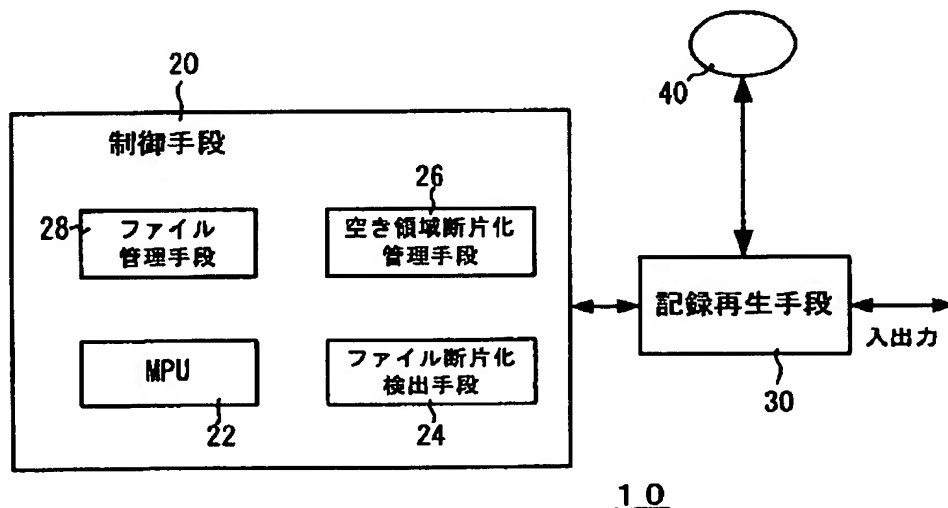 20
制御手段
28
ファイル
管理手段
26
空き領域断片化
管理手段
MPU
22
ファイル断片化
検出手段
24
40
記録再生手段
30
入出力
10